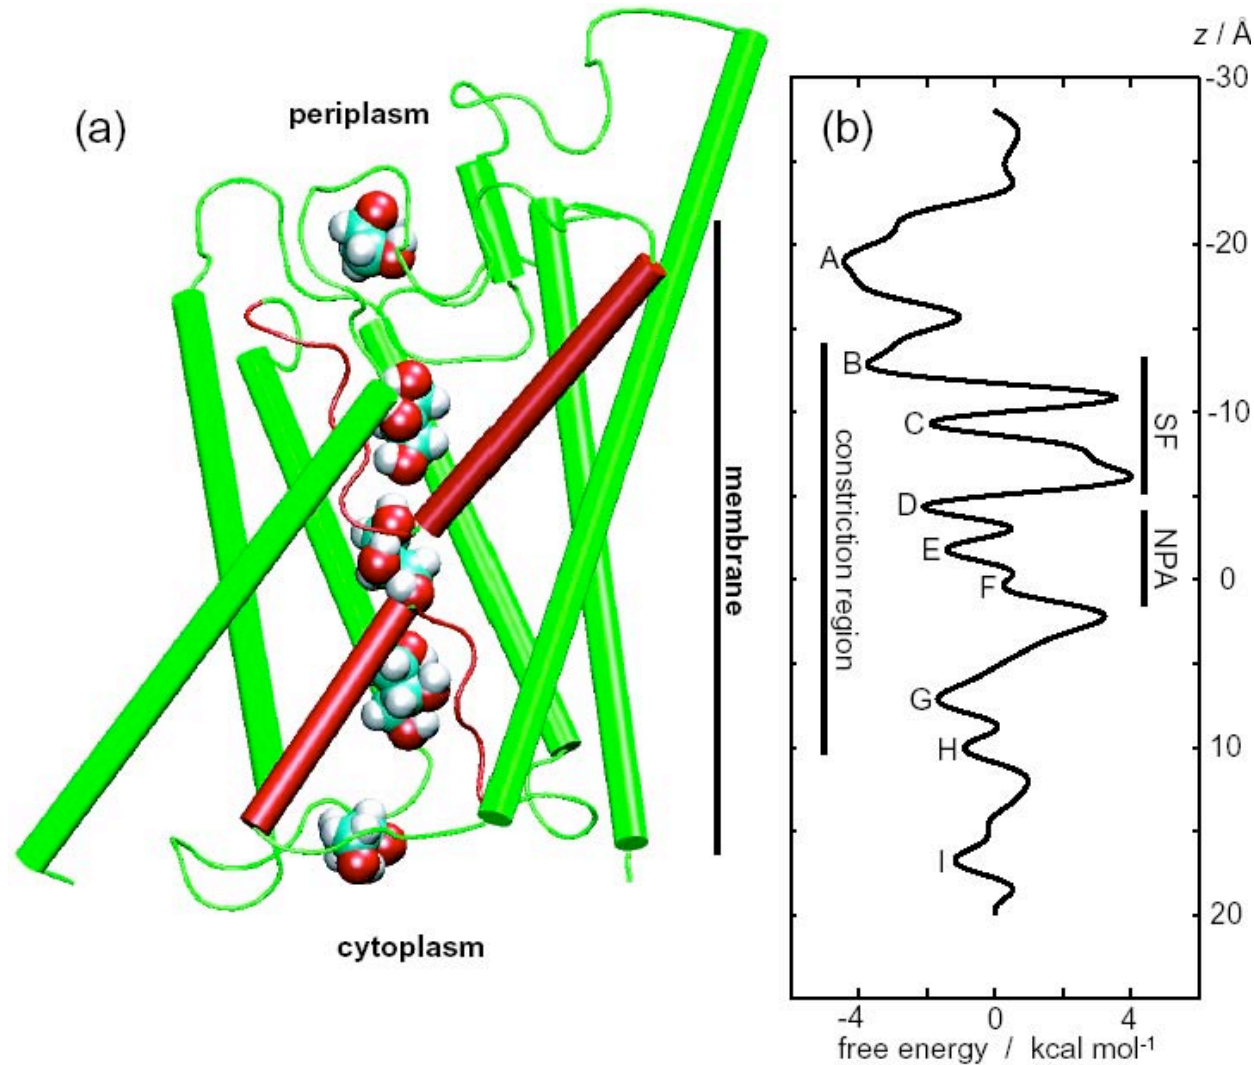 z / Å
-30
(a)
periplasm
(b)
A
-20
B
-10
C
SF
D
E
NPA
F
0
constriction region
membrane
G
H
10
I
20
cytoplasm
-4
0
4
free energy / kcal mol⁻¹